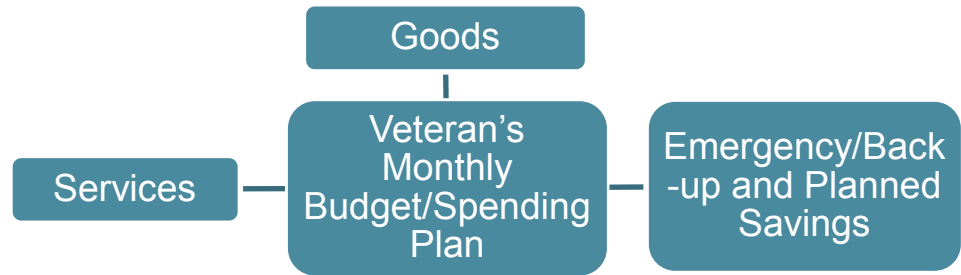 Goods
Services
Veteran’s
Monthly
Budget/Spending
Plan
Emergency/Back
-up and Planned
Savings